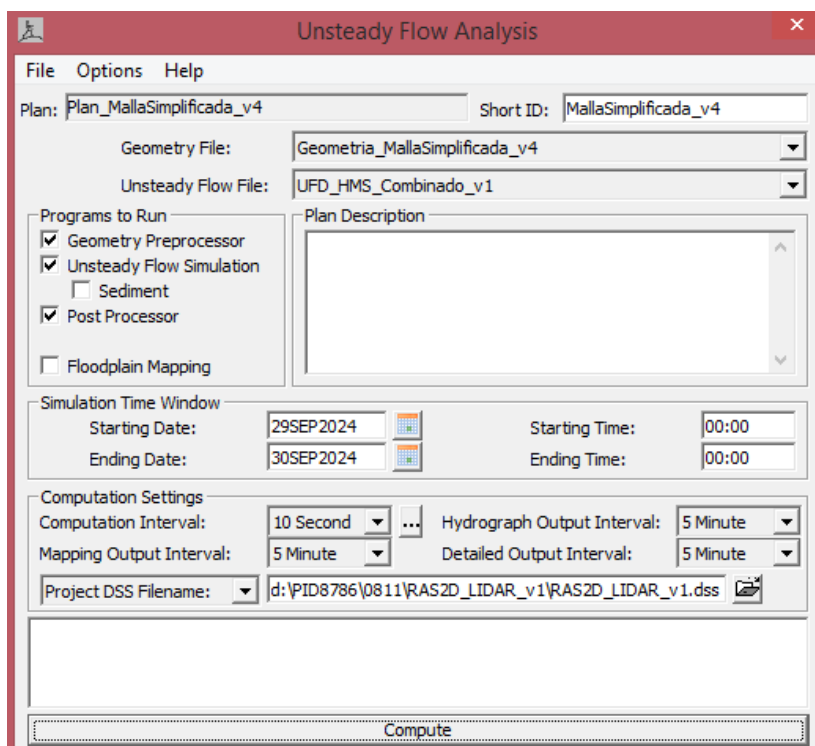 Unsteady Flow Analysis
File Options Help
Plan: Plan_MallaSimplificada_v4 Short ID: MallaSimplificada_v4
Geometry File: Geometria_MallaSimplificada_v4
Unsteady Flow File: UFD_HMS_Combinado_v1
Programs to Run Plan Description
Geometry Preprocessor
Unsteady Flow Simulation
Sediment
Post Processor
Floodplain Mapping
Simulation Time Window
Starting Date: 29SEP2024 Starting Time: 00:00
Ending Date: 30SEP2024 Ending Time: 00:00
Computation Settings
Computation Interval: 10 Second ... Hydrograph Output Interval: 5 Minute
Mapping Output Interval: 5 Minute Detailed Output Interval: 5 Minute
Project DSS Filename: d:\PID8786\0811\RAS2D_LIDAR_v1\RAS2D_LIDAR_v1.dss
Compute